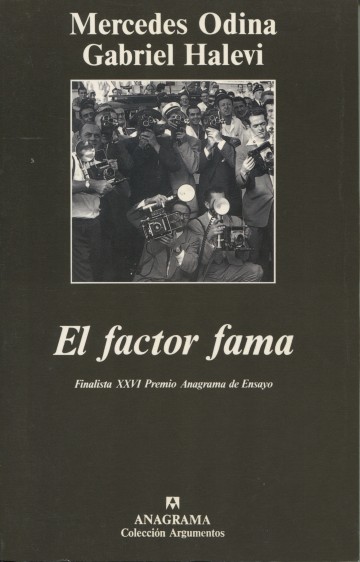 Mercedes Odina
Gabriel Halevi
El factor fama
Finalista XXVI Premio Anagrama de Ensayo
ANAGRAMA
Colección Argumentos